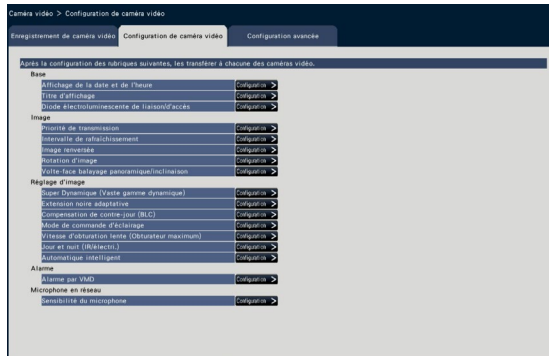 Caméra vidéo > Configuration de caméra vidéo
Enregistrement de caméra vidéo Configuration de caméra vidéo Configuration avancée
Après la configuration des rubriques suivantes, les transférer à chacune des caméras vidéo.
Base
Affichage de la date et de l'heure Configuration >
Titre d'affichage Configuration >
Diode électroluminescente de liaison/d'accès Configuration >
Image
Priorité de transmission Configuration >
Intervalle de rafraîchissement Configuration >
Image renversée Configuration >
Rotation d'image Configuration >
Volte-face balayage panoramique/inclinaison Configuration >
Réglage d'image
Super Dynamique (Vaste gamme dynamique) Configuration >
Extension noire adaptative Configuration >
Compensation de contre-jour (BLC) Configuration >
Mode de commande d'éclairage Configuration >
Vitesse d'obturation lente (Obturateur maximum) Configuration >
Jour et nuit (IR/électri.) Configuration >
Automatique intelligent Configuration >
Alarme
Alarme par VMD Configuration >
Microphone en réseau
Sensibilité du microphone Configuration >